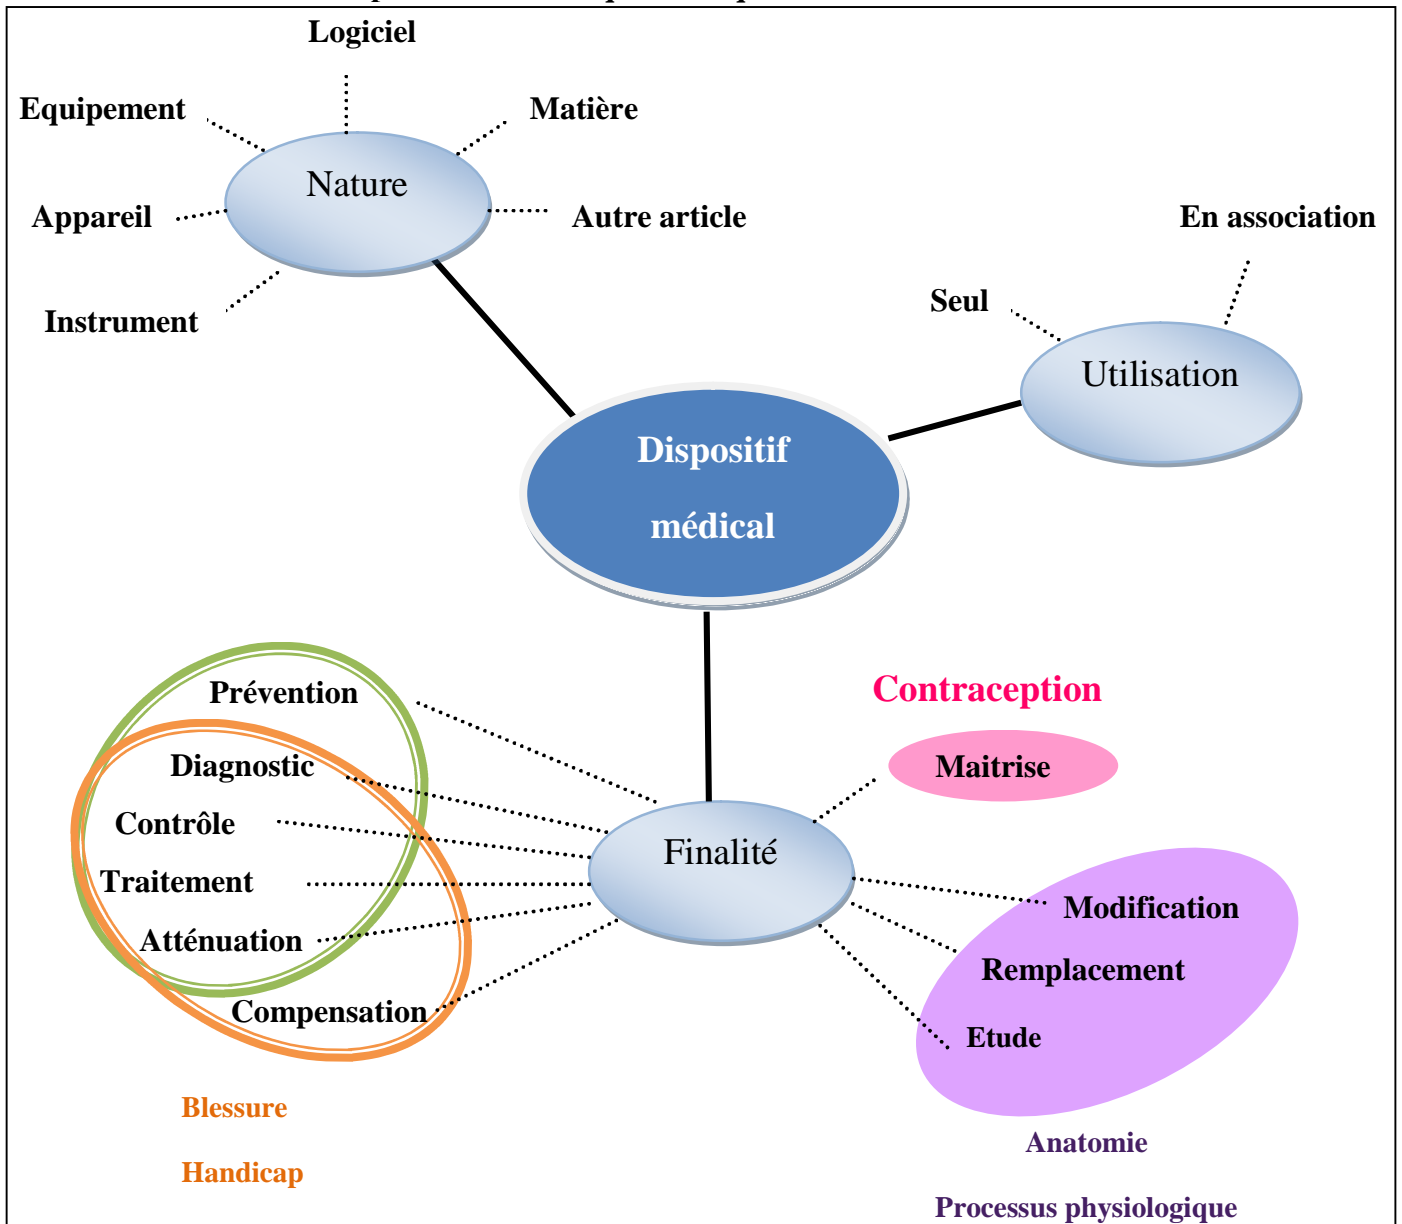 Logiciel
Equipement
Matière
Nature
Appareil
Autre article
En association
Instrument
Seul
Utilisation
Dispositif
médical
Prévention
Contraception
Diagnostic
Maitrise
Contrôle
Finalité
Traitement
Modification
Atténuation
Remplacement
Compensation
Etude
Blessure
Anatomie
Handicap
Processus physiologique